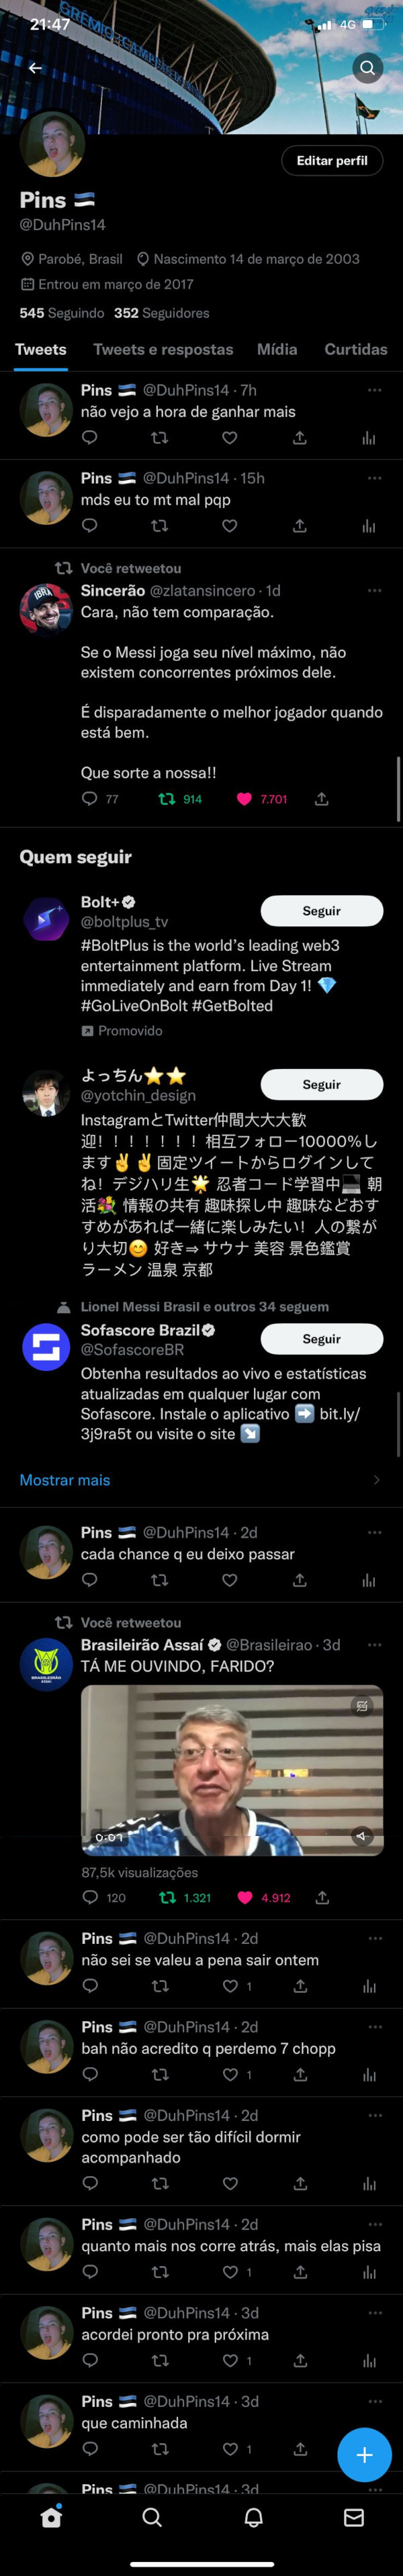 GREMIO
21:47
4G
Editar perfil
Pins
@DuhPins14
Parobé, Brasil Nascimento 14 de março de 2003
Entrou em março de 2017
545 Seguindo 352 Seguidores
Tweets Tweets e respostas Mídia Curtidas
Pins @DuhPins14 · 7h
não vejo a hora de ganhar mais
Pins @DuhPins14 · 15h
mds eu to mt mal pqp
Você retweetou
Sincerão @zlatansincero · 1d
IBRA
Cara, não tem comparação.
Se o Messi joga seu nível máximo, não
existem concorrentes próximos dele.
É disparadamente o melhor jogador quando
está bem.
Que sorte a nossa!!
77 914 7.701
Quem seguir
Bolt+
@boltplus_tv
Seguir
#BoltPlus is the world's leading web3
entertainment platform. Live Stream
immediately and earn from Day 1! 💎
#GoLiveOnBolt #GetBolted
Promovido
よっちん⭐⭐
@yotchin_design
Seguir
InstagramとTwitter仲間大大大歓
迎！！！！！！！相互フォロー10000%し
ます✌✌固定ツイートからログインして
ね！デジハリ生🌟 忍者コード学習中💻 朝
活💐 情報の共有 趣味探し中 趣味などおす
すめがあれば一緒に楽しみたい！人の繋が
り大切😊 好き⇒ サウナ 美容 景色鑑賞
ラーメン 温泉 京都
Lionel Messi Brasil e outros 34 seguem
Sofascore Brazil
@SofascoreBR
Seguir
Obtenha resultados ao vivo e estatísticas
atualizadas em qualquer lugar com
Sofascore. Instale o aplicativo ➡️ bit.ly/
3j9ra5t ou visite o site ↘️
Mostrar mais
Pins @DuhPins14 · 2d
cada chance q eu deixo passar
Você retweetou
Brasileirão Assaí @Brasileirao · 3d
BRASILEIRÃO
ASSAÍ
TÁ ME OUVINDO, FARIDO?
0:01
87,5k visualizações
120 1.321 4.912
Pins @DuhPins14 · 2d
não sei se valeu a pena sair ontem
1
Pins @DuhPins14 · 2d
bah não acredito q perdemo 7 chopp
1
Pins @DuhPins14 · 2d
como pode ser tão difícil dormir
acompanhado
Pins @DuhPins14 · 2d
quanto mais nos corre atrás, mais elas pisa
1
Pins @DuhPins14 · 3d
acordei pronto pra próxima
1
Pins @DuhPins14 · 3d
que caminhada
1
Pins @DuhPins14 · 3d